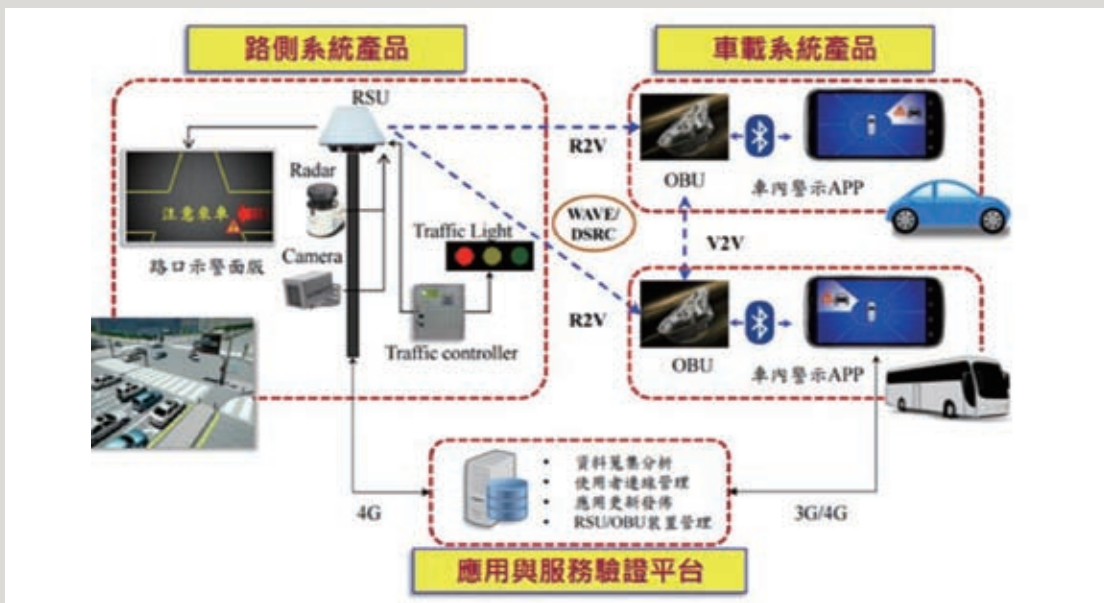 路側系統產品
車載系統產品
RSU
R2V
OBU
車內警示APP
Radar
注意來車
路口示警面版
Camera
Traffic Light
WAVE/
DSRC
V2V
Traffic controller
R2V
OBU
車內警示APP
4G
• 資料蒐集分析
• 使用者連線管理
• 應用更新發佈
• RSU/OBU裝置管理
3G/4G
應用與服務驗證平台